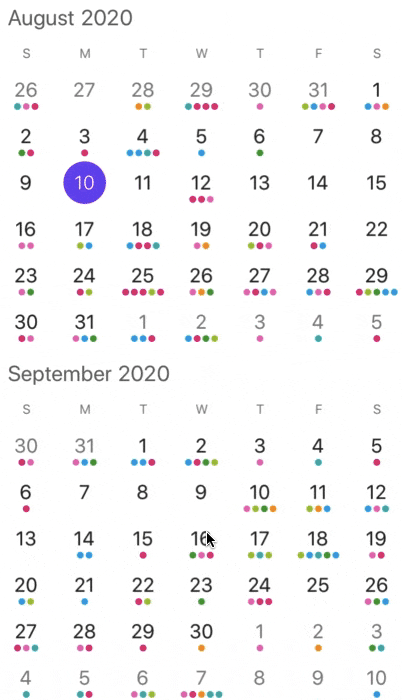 August 2020
S M T W T F S
26 27 28 29 30 31 1
2 3 4 5 6 7 8
9 10 11 12 13 14 15
16 17 18 19 20 21 22
23 24 25 26 27 28 29
30 31 1 2 3 4 5
September 2020
S M T W T F S
30 31 1 2 3 4 5
6 7 8 9 10 11 12
13 14 15 16 17 18 19
20 21 22 23 24 25 26
27 28 29 30 1 2 3
4 5 6 7 8 9 10